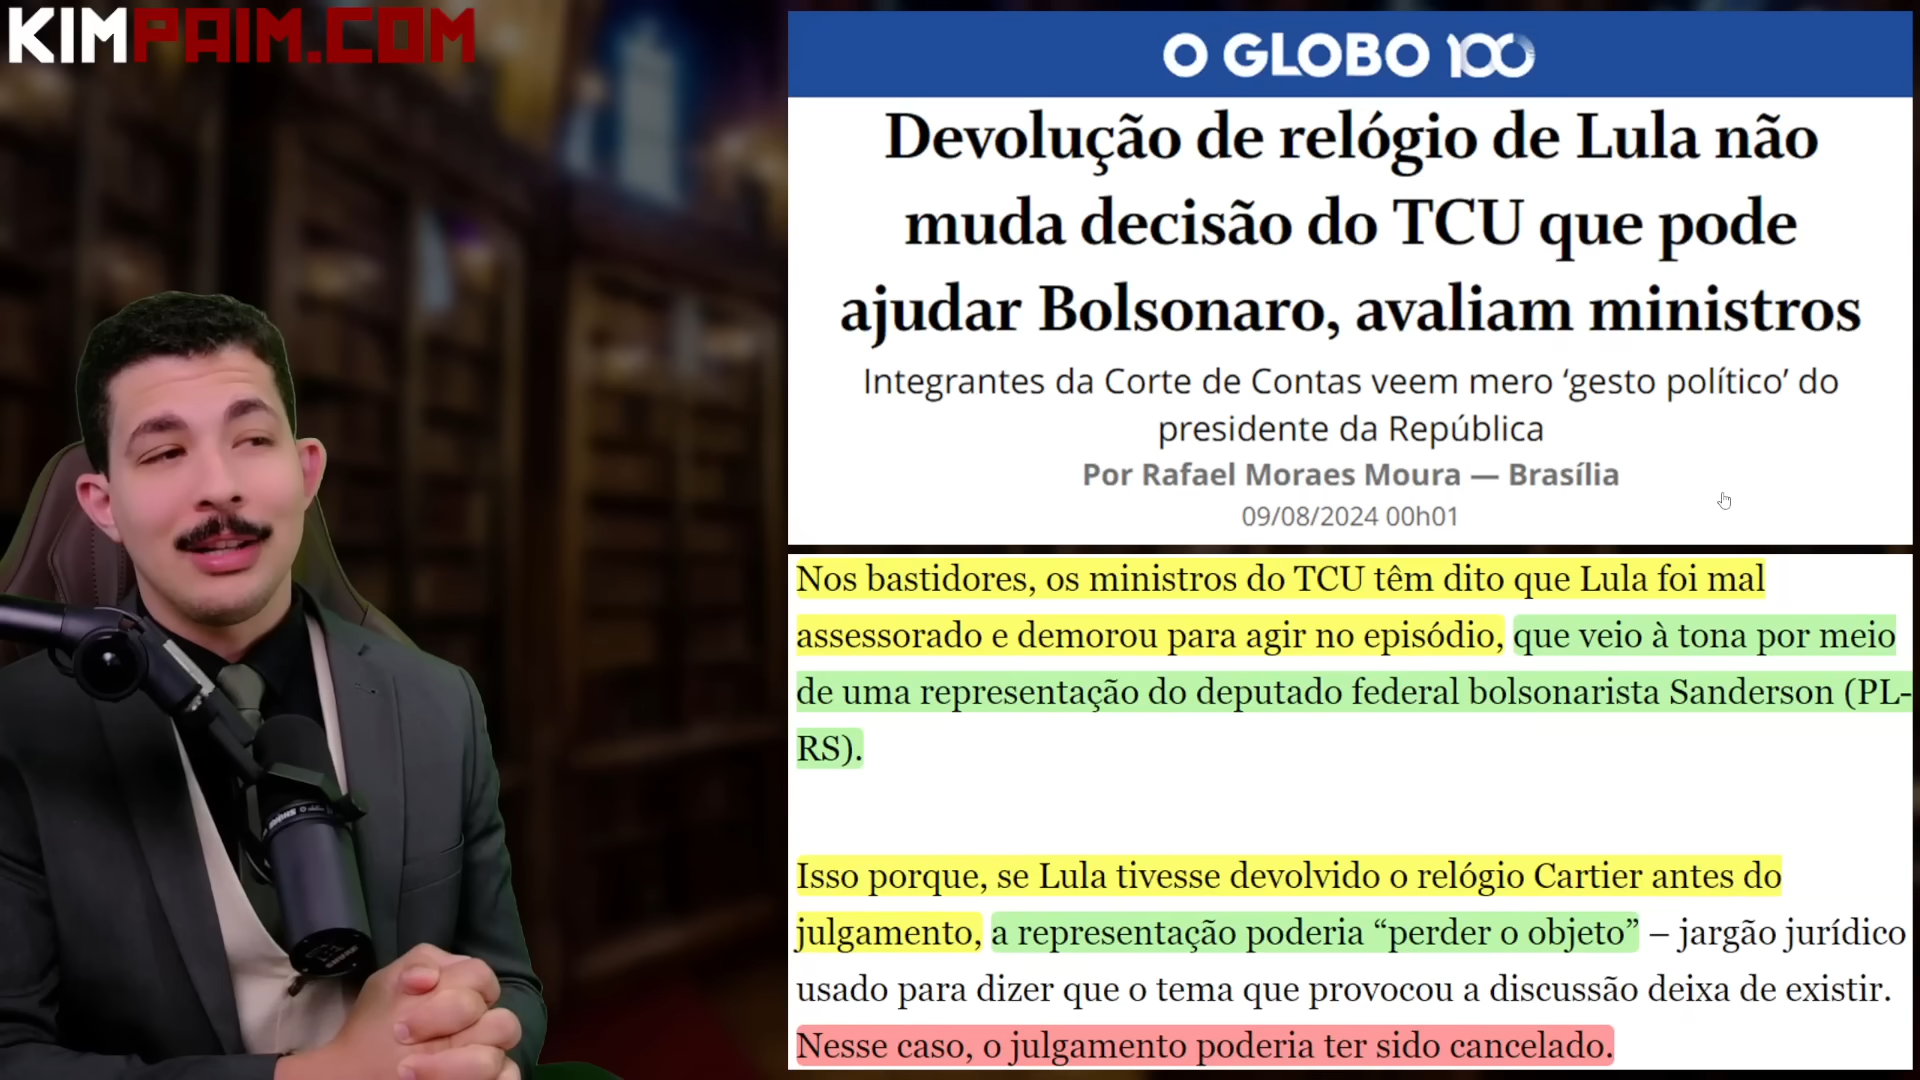 KIMPAIM.COM
O GLOBO 100
Devolução de relógio de Lula não
muda decisão do TCU que pode
ajudar Bolsonaro, avaliam ministros
Integrantes da Corte de Contas veem mero ‘gesto político’ do
presidente da República
Por Rafael Moraes Moura — Brasília
09/08/2024 00h01
Nos bastidores, os ministros do TCU têm dito que Lula foi mal
assessorado e demorou para agir no episódio, que veio à tona por meio
de uma representação do deputado federal bolsonarista Sanderson (PL-
RS).
Isso porque, se Lula tivesse devolvido o relógio Cartier antes do
julgamento, a representação poderia “perder o objeto” – jargão jurídico
usado para dizer que o tema que provocou a discussão deixa de existir.
Nesse caso, o julgamento poderia ter sido cancelado.